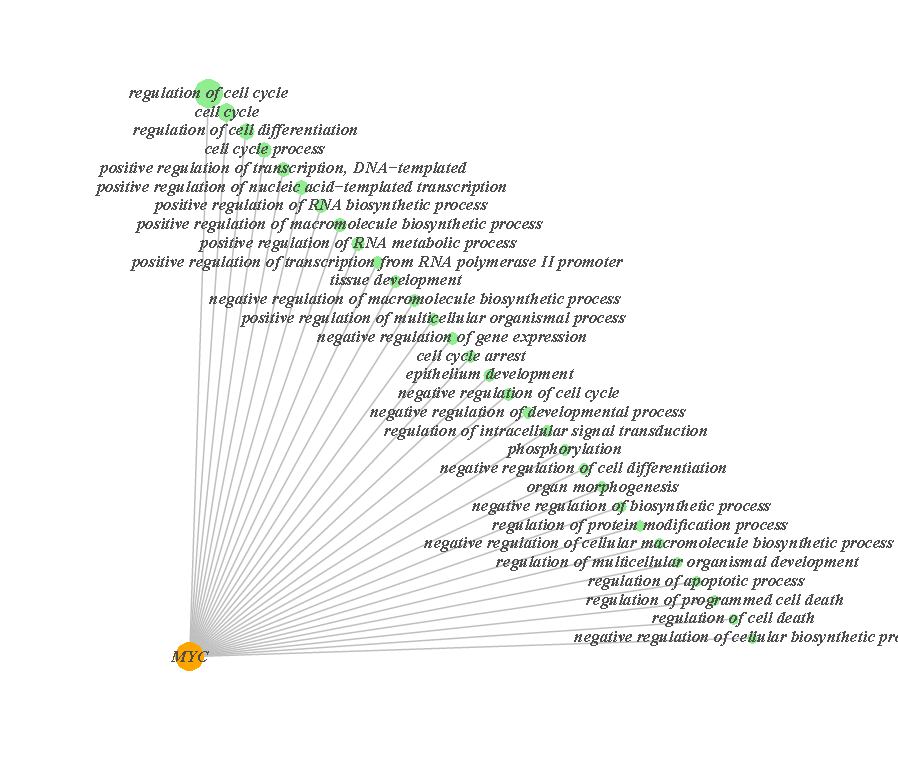 regulation of cell cycle
cell cycle
regulation of cell differentiation
cell cycle process
positive regulation of transcription, DNA−templated
positive regulation of nucleic acid−templated transcription
positive regulation of RNA biosynthetic process
positive regulation of macromolecule biosynthetic process
positive regulation of RNA metabolic process
positive regulation of transcription from RNA polymerase II promoter
tissue development
negative regulation of macromolecule biosynthetic process
positive regulation of multicellular organismal process
negative regulation of gene expression
cell cycle arrest
epithelium development
negative regulation of cell cycle
negative regulation of developmental process
regulation of intracellular signal transduction
phosphorylation
negative regulation of cell differentiation
organ morphogenesis
negative regulation of biosynthetic process
regulation of protein modification process
negative regulation of cellular macromolecule biosynthetic process
regulation of multicellular organismal development
regulation of apoptotic process
regulation of programmed cell death
regulation of cell death
negative regulation of cellular biosynthetic pr
MYC